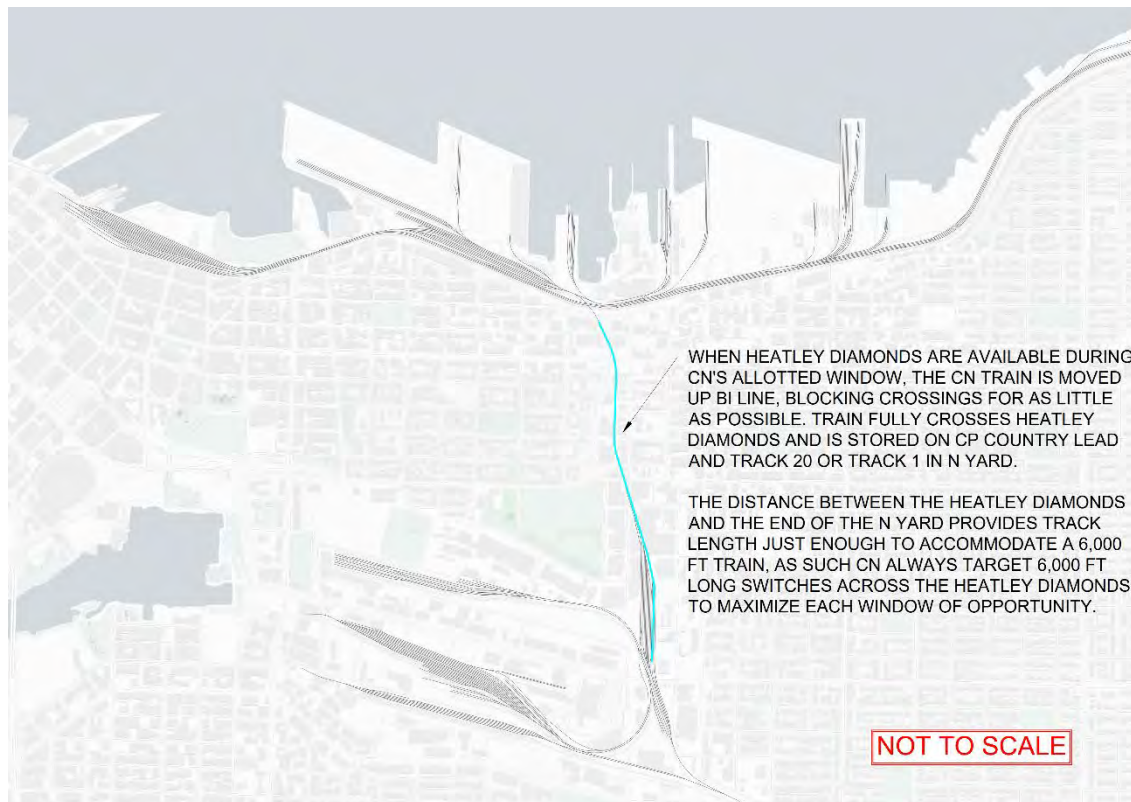 WHEN HEATLEY DIAMONDS ARE AVAILABLE DURING
CN'S ALLOTTED WINDOW, THE CN TRAIN IS MOVED
UP BI LINE, BLOCKING CROSSINGS FOR AS LITTLE
AS POSSIBLE. TRAIN FULLY CROSSES HEATLEY
DIAMONDS AND IS STORED ON CP COUNTRY LEAD
AND TRACK 20 OR TRACK 1 IN N YARD.
THE DISTANCE BETWEEN THE HEATLEY DIAMONDS
AND THE END OF THE N YARD PROVIDES TRACK
LENGTH JUST ENOUGH TO ACCOMMODATE A 6,000
FT TRAIN, AS SUCH CN ALWAYS TARGET 6,000 FT
LONG SWITCHES ACROSS THE HEATLEY DIAMONDS
TO MAXIMIZE EACH WINDOW OF OPPORTUNITY.
NOT TO SCALE